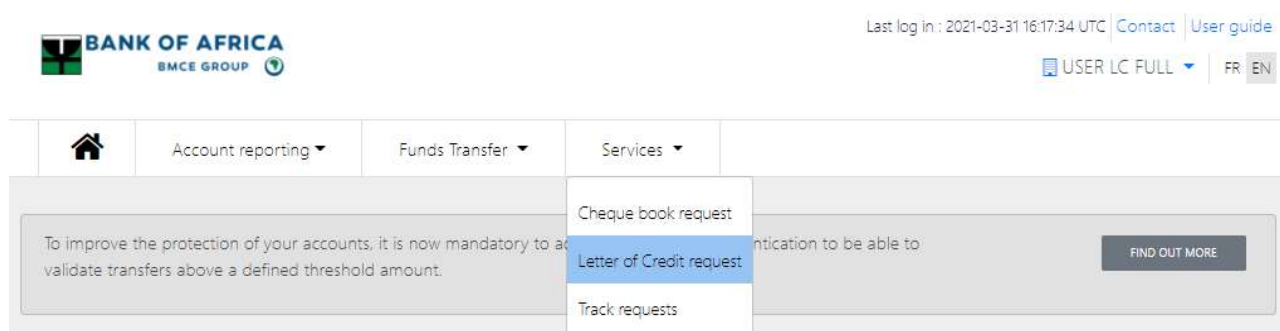 Last log in : 2021-03-31 16:17:34 UTC Contact User guide
BANK OF AFRICA
BMCE GROUP
USER LC FULL FR EN
Account reporting Funds Transfer Services
Cheque book request
Letter of Credit request
Track requests
To improve the protection of your accounts, it is now mandatory to a ntication to be able to
validate transfers above a defined threshold amount.
FIND OUT MORE